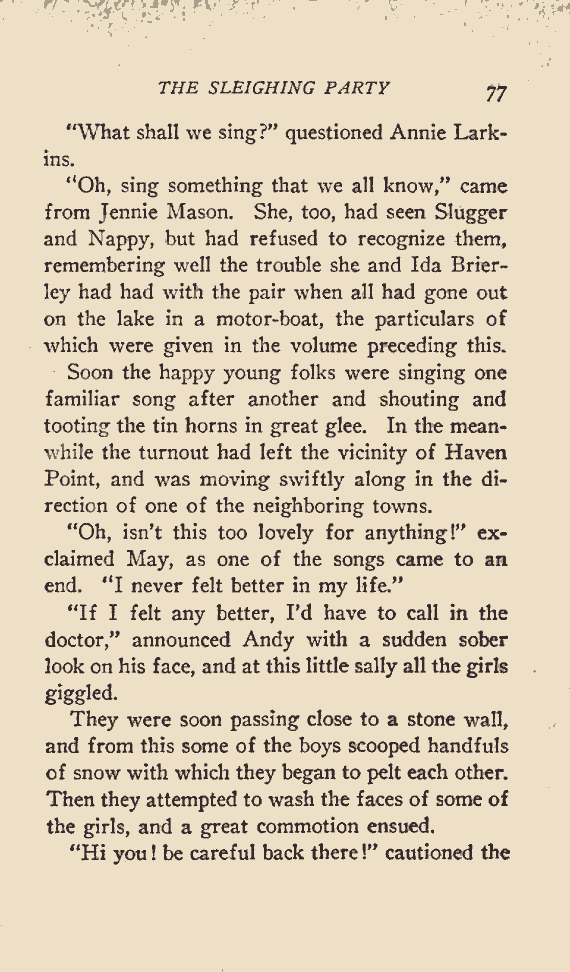 THE SLEIGHING PARTY 77
"What shall we sing?" questioned Annie Lark-
ins.
"Oh, sing something that we all know," came
from Jennie Mason. She, too, had seen Slugger
and Nappy, but had refused to recognize them,
remembering well the trouble she and Ida Brier-
ley had had with the pair when all had gone out
on the lake in a motor-boat, the particulars of
which were given in the volume preceding this.
Soon the happy young folks were singing one
familiar song after another and shouting and
tooting the tin horns in great glee. In the mean-
while the turnout had left the vicinity of Haven
Point, and was moving swiftly along in the di-
rection of one of the neighboring towns.
"Oh, isn't this too lovely for anything!" ex-
claimed May, as one of the songs came to an
end. "I never felt better in my life."
"If I felt any better, I'd have to call in the
doctor," announced Andy with a sudden sober
look on his face, and at this little sally all the girls
giggled.
They were soon passing close to a stone wall,
and from this some of the boys scooped handfuls
of snow with which they began to pelt each other.
Then they attempted to wash the faces of some of
the girls, and a great commotion ensued.
"Hi you! be careful back there!" cautioned the